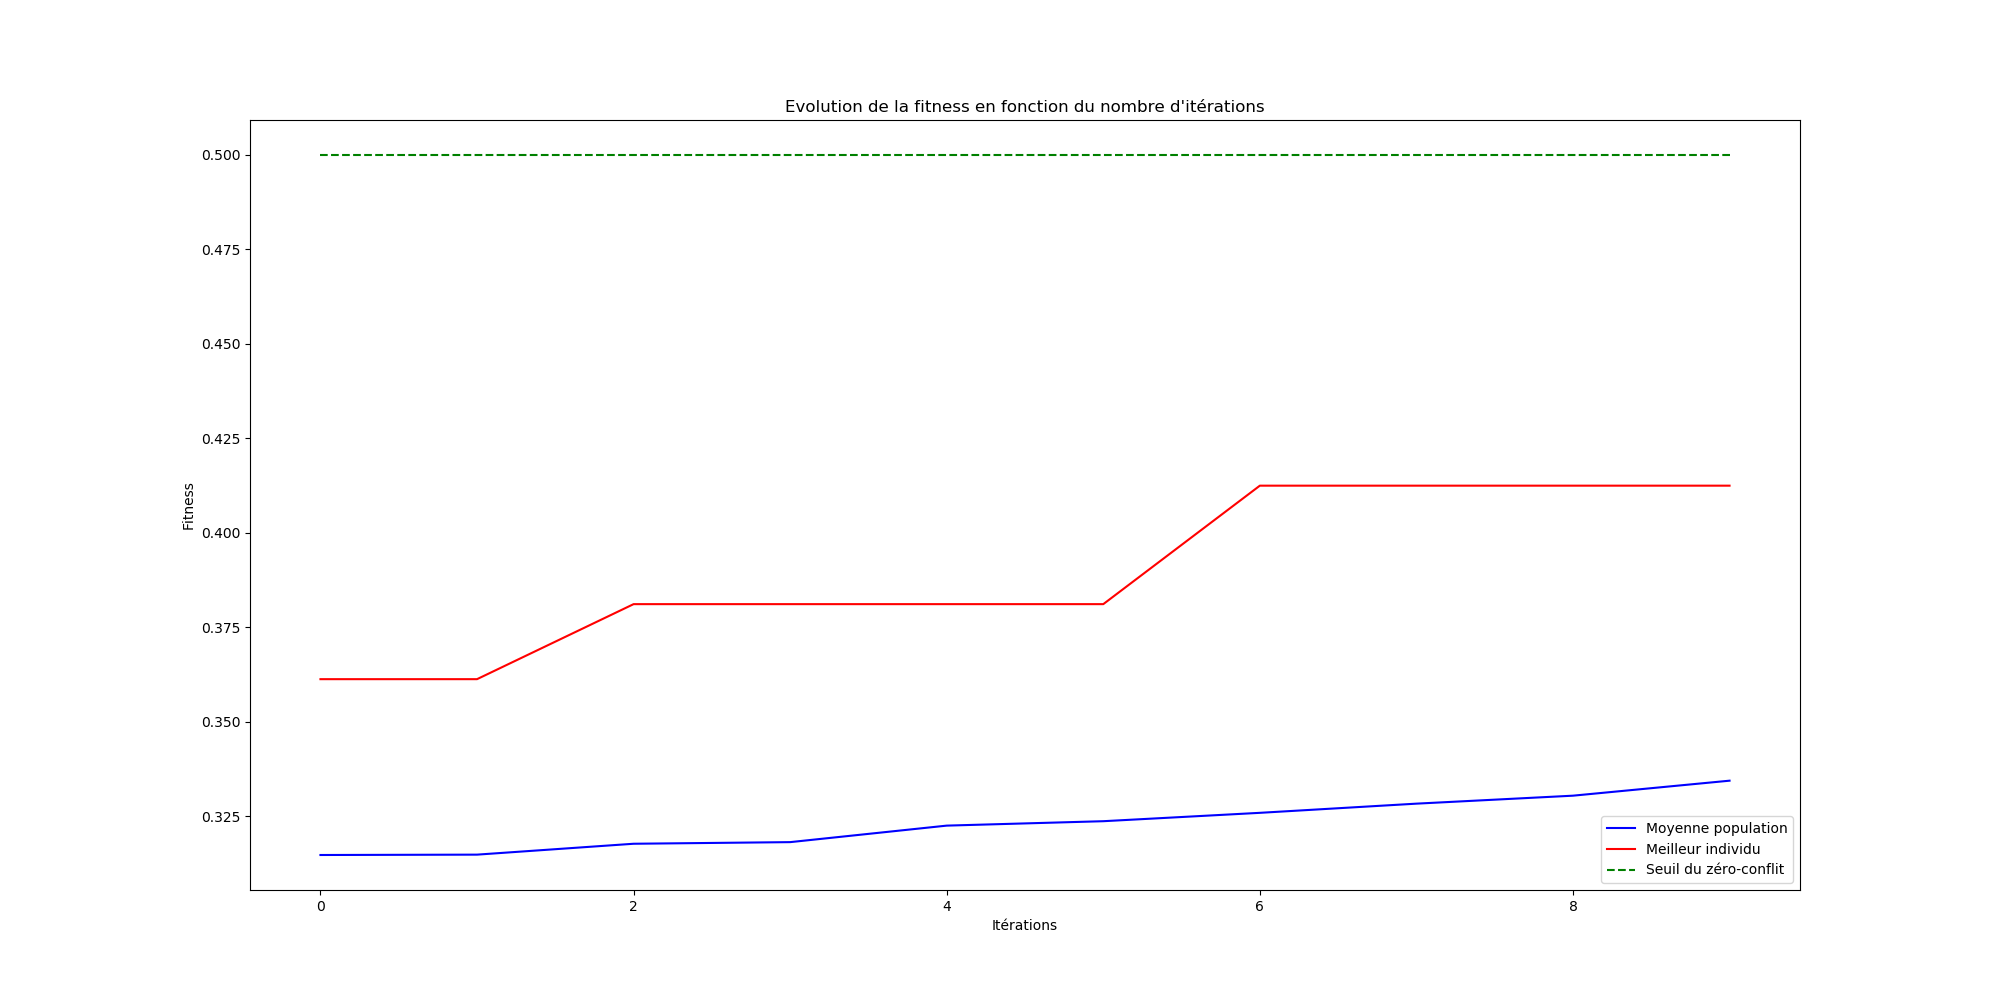 Evolution de la fitness en fonction du nombre d'itérations
0.500
0.475
0.450
0.425
0.400
0.375
0.350
0.325
Fitness
0 2 4 6 8
Itérations
Moyenne population
Meilleur individu
Seuil du zéro-conflit